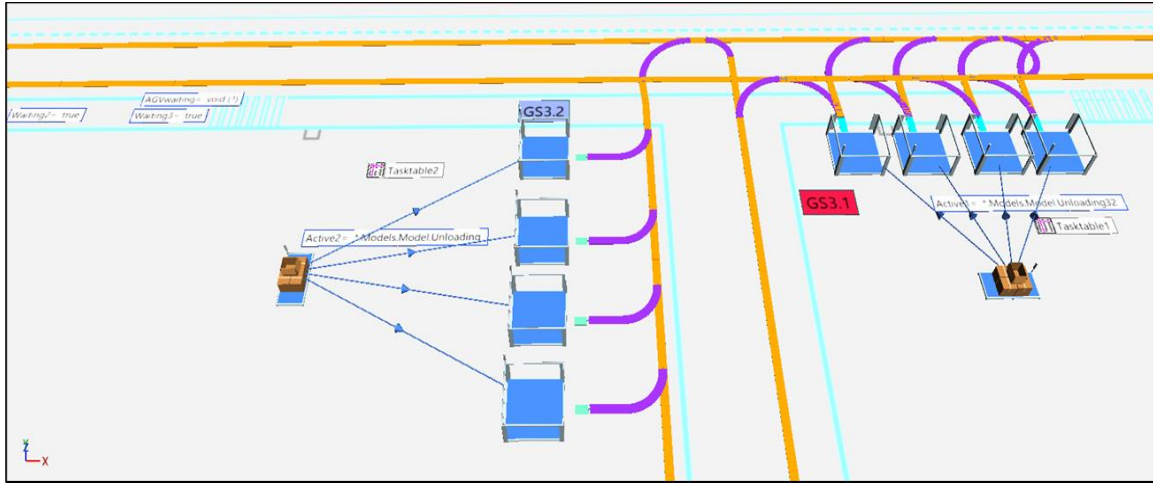 AGVwaiting= void (?)
Waiting2= true
Waiting3= true
GS3.2
Tasktable2
Active2= *.Models.Model.Unloading
GS3.1
Active1= *.Models.Model.Unloading32
Tasktable1
Z
X